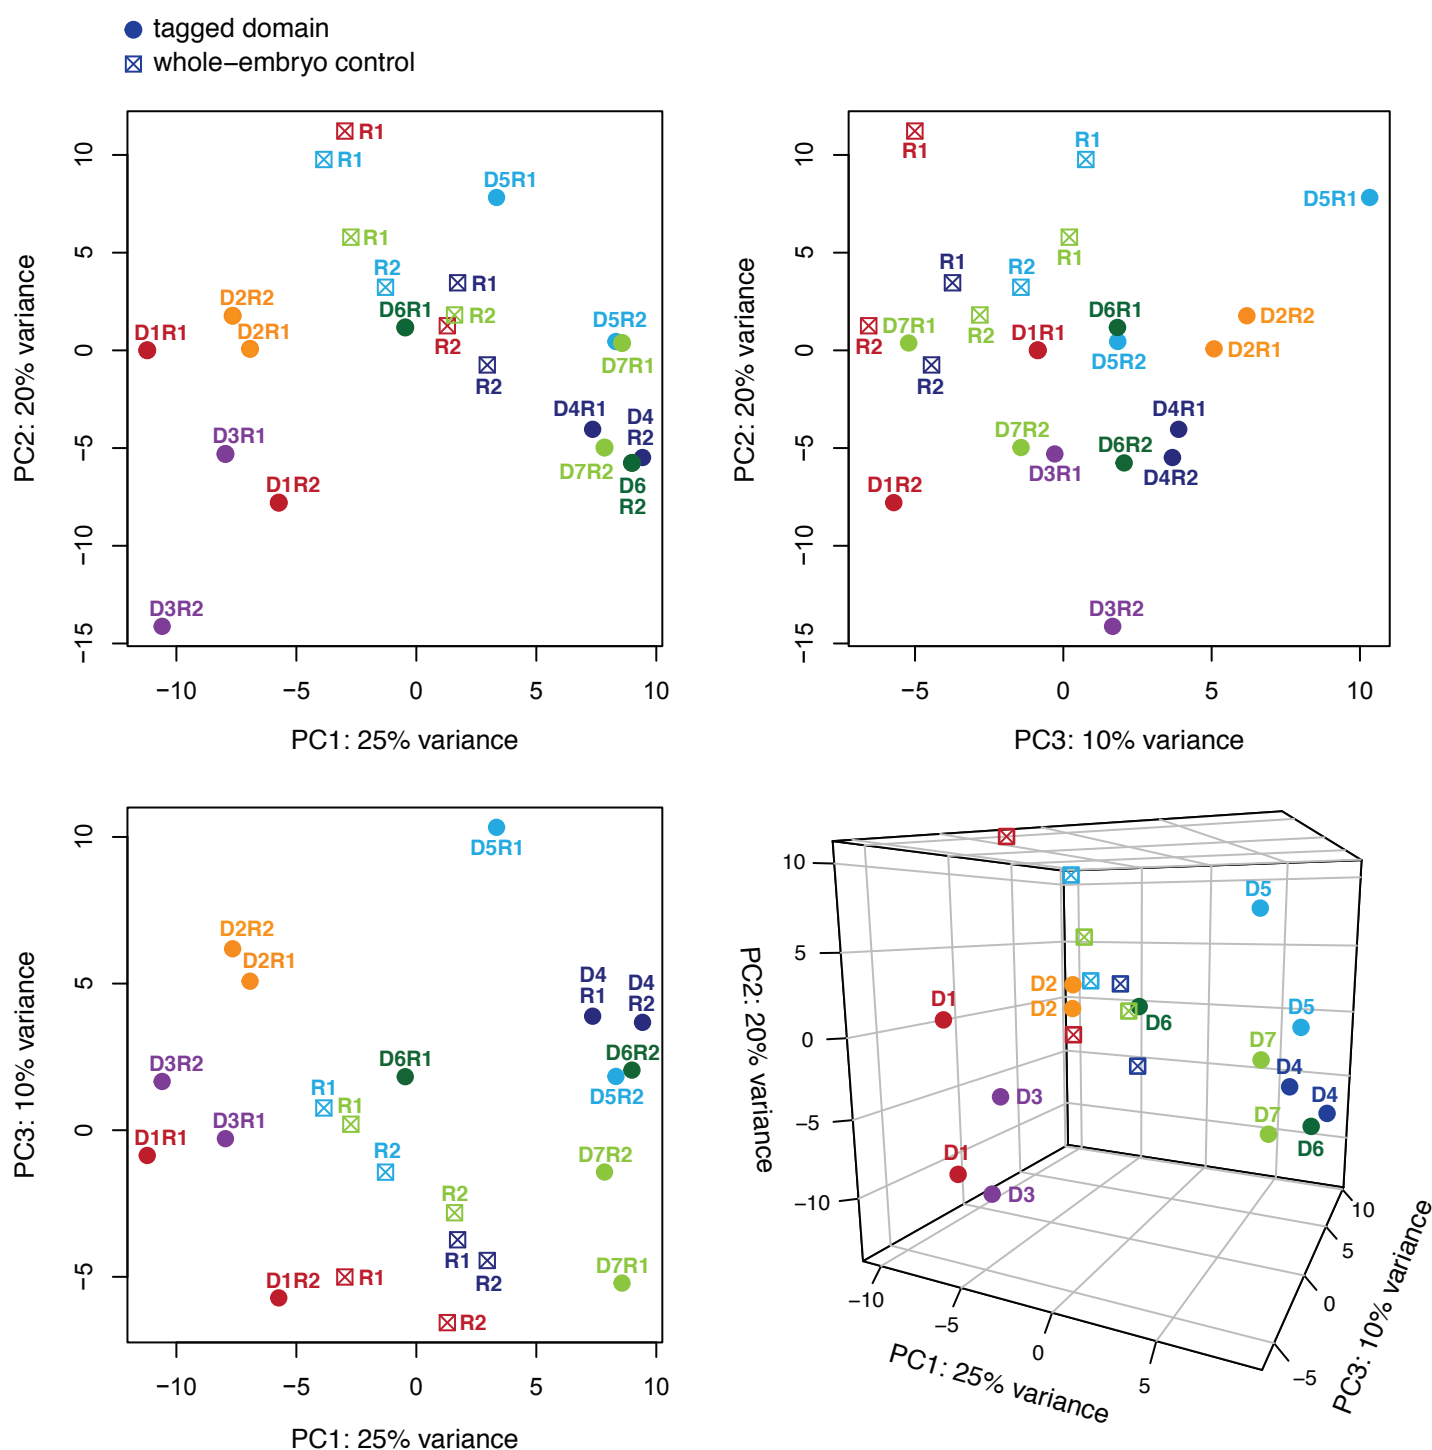 tagged domain
whole−embryo control
R1
R1
D5R1
R1
R2
R1
D2R2
D6R1
R2
D1R1
D2R1
R2
D5R2
D7R1
R2
D4R1
D4
R2
D3R1
D7R2
D1R2
D6
R2
D3R2
10
5
0
−5
−10
−15
−10
−5
0
5
10
PC2: 20% variance
PC1: 25% variance
R1
R1
D5R1
R1
R1
R2
D6R1
D2R2
R2
D7R1
R2
D1R1
D5R2
D2R1
R2
D4R1
D7R2
D6R2
D3R1
D4R2
D1R2
D3R2
10
5
0
−5
−10
−15
−5
0
5
10
PC2: 20% variance
PC3: 10% variance
D5R1
D2R2
D2R1
D4
R1
D4
R2
D3R2
D6R1
D6R2
D5R2
R1
R1
D3R1
D1R1
R2
D7R2
R2
R1
R2
D7R1
D1R2
R1
R2
10
5
0
−5
−10
−5
0
5
10
PC3: 10% variance
PC1: 25% variance
D5
D2
D2
D1
D6
D5
D7
D4
D4
D3
D7
D6
D1
D3
10
5
0
−5
−10
−10
−5
0
5
10
5
0
−5
PC2: 20% variance
PC1: 25% variance
PC3: 10% variance